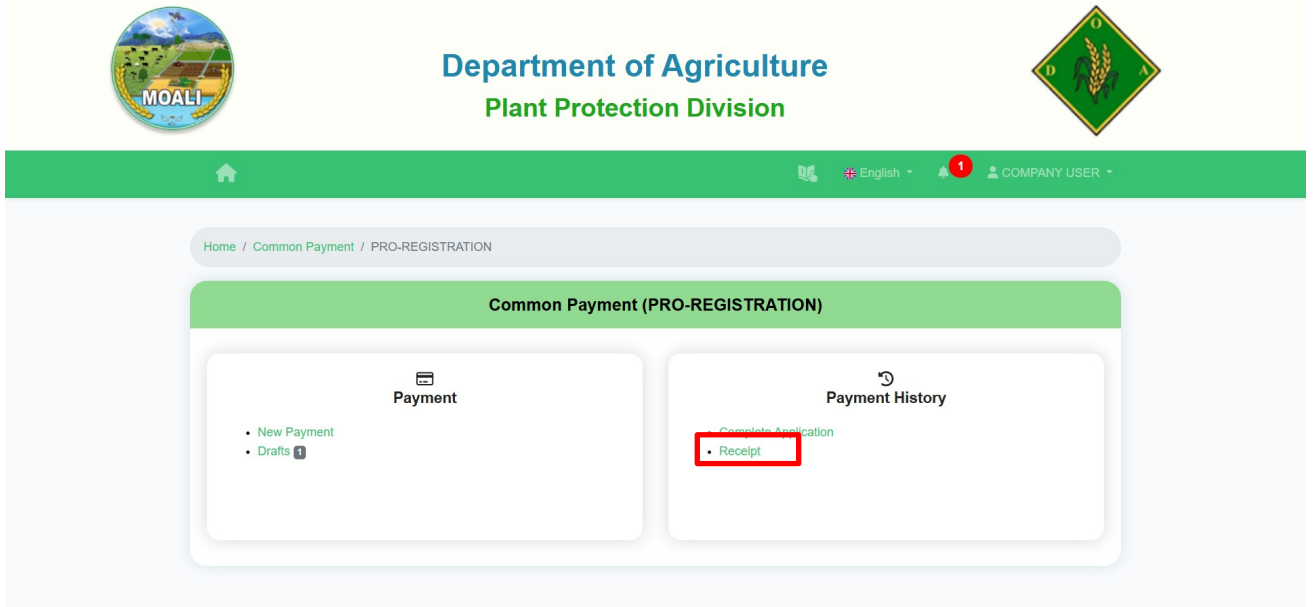 MOALI
Department of Agriculture
Plant Protection Division
O
D A
English
1
COMPANY USER
Home / Common Payment / PRO-REGISTRATION
Common Payment (PRO-REGISTRATION)
Payment
New Payment
Drafts 1
Payment History
Complete Application
Receipt